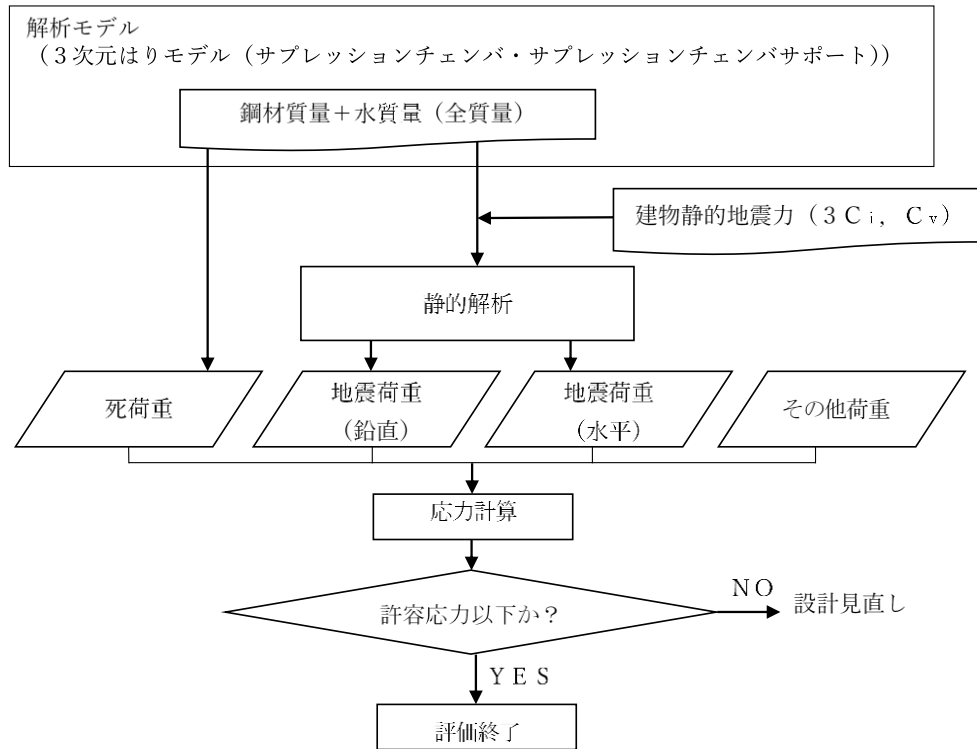 解析モデル
(3次元はりモデル(サプレッションチェンバ・サプレッションチェンバサポート))
鋼材質量+水質量(全質量)
建物静的地震力(3Ci, Cv)
静的解析
死荷重
地震荷重
(鉛直)
地震荷重
(水平)
その他荷重
応力計算
許容応力以下か?
NO
設計見直し
YES
評価終了